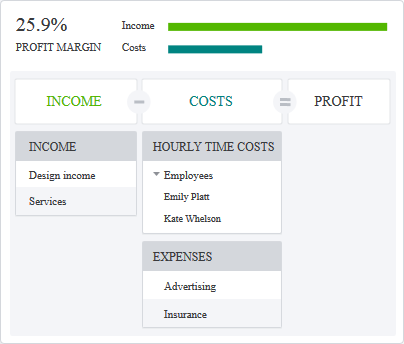 25.9%
PROFIT MARGIN
Income
Costs
INCOME
–
COSTS
=
PROFIT
INCOME
Design income
Services
HOURLY TIME COSTS
Employees
Emily Platt
Kate Whelson
EXPENSES
Advertising
Insurance